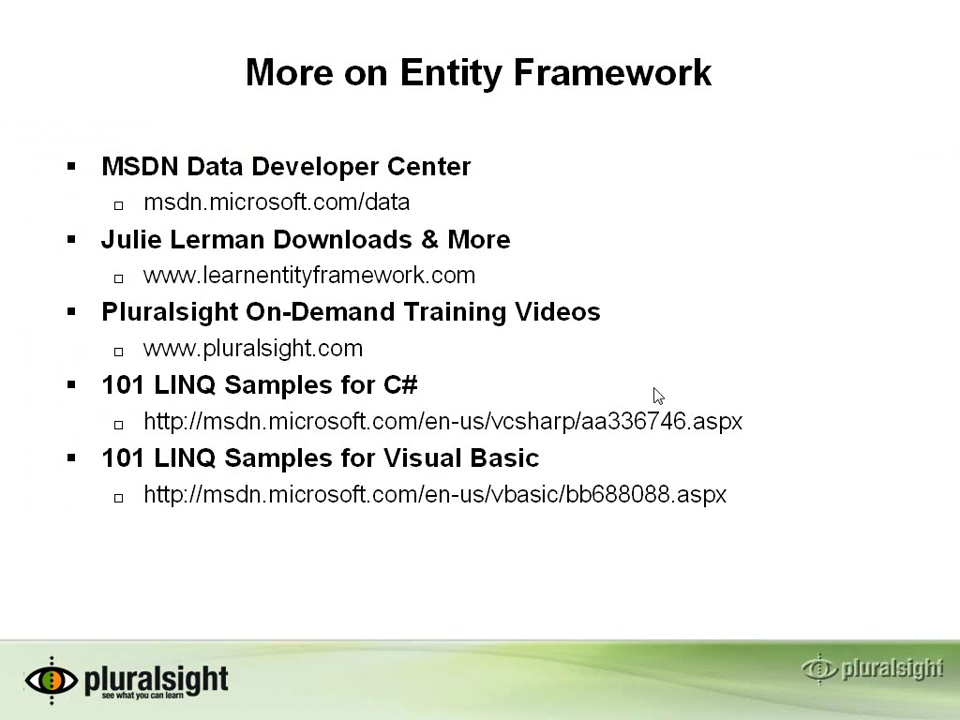 More on Entity Framework
MSDN Data Developer Center
msdn.microsoft.com/data
Julie Lerman Downloads & More
www.learnentityframework.com
Pluralsight On-Demand Training Videos
www.pluralsight.com
101 LINQ Samples for C#
http://msdn.microsoft.com/en-us/vcsharp/aa336746.aspx
101 LINQ Samples for Visual Basic
http://msdn.microsoft.com/en-us/vbasic/bb688088.aspx
pluralsight
see what you can learn
pluralsight